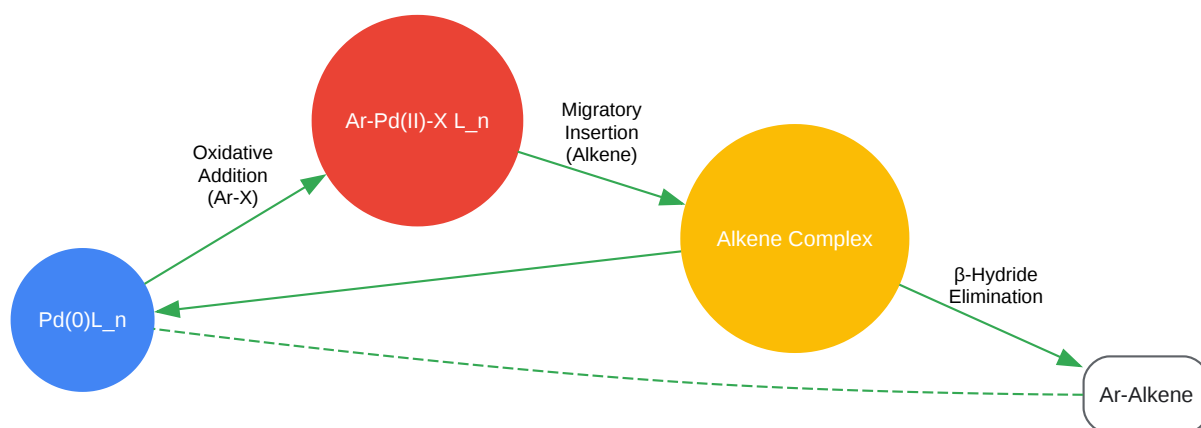 Ar-Pd(II)-X L_n
Migratory
Insertion
(Alkene)
Oxidative
Addition
(Ar-X)
Alkene Complex
β-Hydride
Elimination
Pd(0)L_n
Ar-Alkene